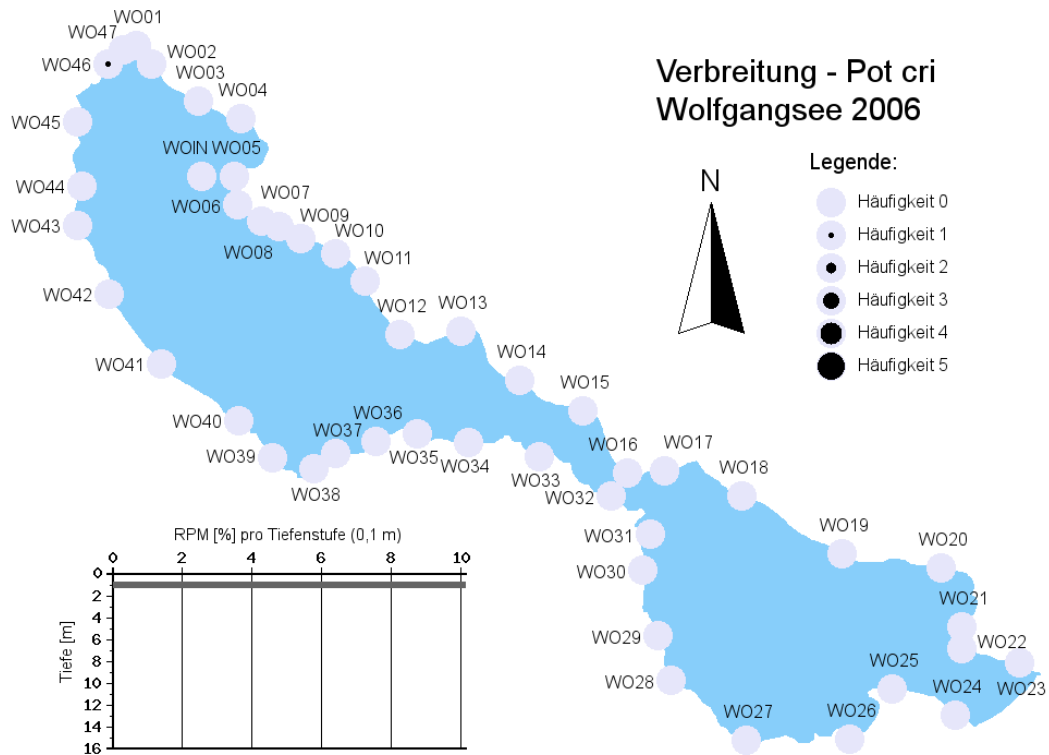 Verbreitung - Pot cri
Wolfgangsee 2006
Legende:
Häufigkeit 0
Häufigkeit 1
Häufigkeit 2
Häufigkeit 3
Häufigkeit 4
Häufigkeit 5
N
WO01
WO47
WO02
WO46
WO03
WO04
WO45
WOIN
WO05
WO44
WO06
WO07
WO43
WO08
WO09
WO10
WO11
WO42
WO12
WO13
WO41
WO14
WO15
WO40
WO36
WO37
WO39
WO35
WO34
WO38
WO33
WO16
WO17
WO32
WO18
WO31
WO19
WO20
WO30
WO21
WO29
WO22
WO28
WO25
WO23
WO24
WO27
WO26
RPM [%] pro Tiefenstufe (0,1 m)
0 2 4 6 8 10
Tiefe [m]
0
2
4
6
8
10
12
14
16